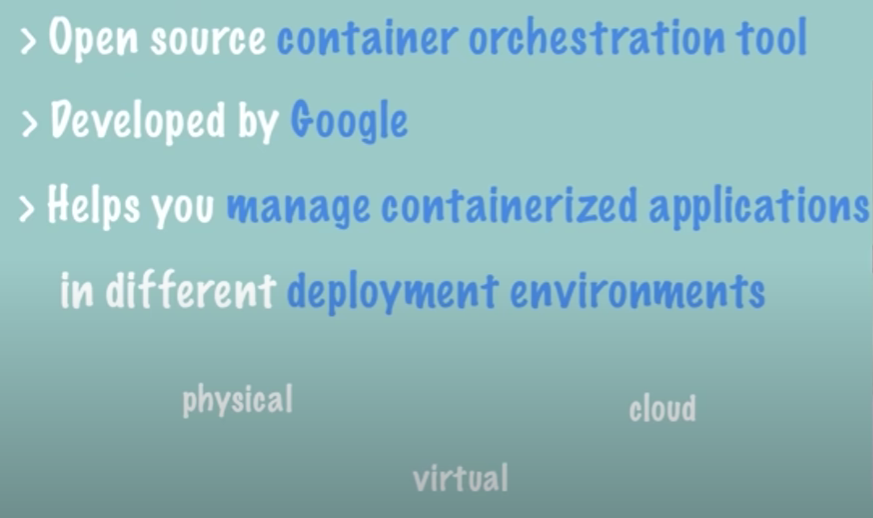 > Open source container orchestration tool
> Developed by Google
> Helps you manage containerized applications
in different deployment environments
physical
cloud
virtual